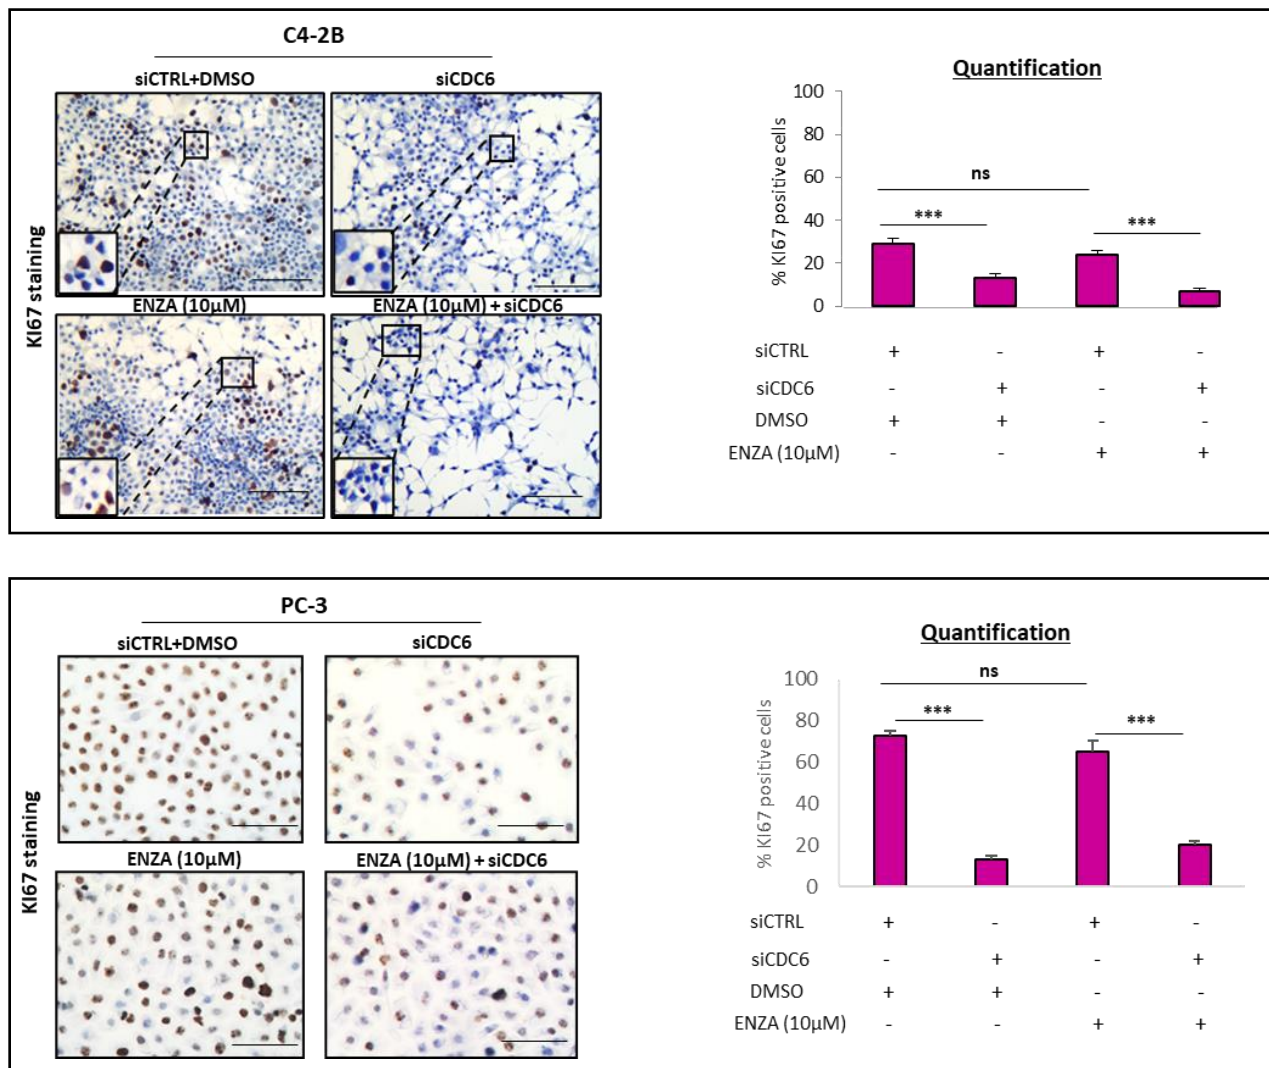 C4-2B
siCTRL+DMSO siCDC6
KI67 staining
ENZA (10µM) ENZA (10µM) + siCDC6
Quantification
% KI67 positive cells
100
80
60
40
20
0
ns
*** ***
siCTRL + - + -
siCDC6 - + - +
DMSO + + - -
ENZA (10µM) - - + +
PC-3
siCTRL+DMSO siCDC6
KI67 staining
ENZA (10µM) ENZA (10µM) + siCDC6
Quantification
% KI67 positive cells
100
80
60
40
20
0
ns
*** ***
siCTRL + - + -
siCDC6 - + - +
DMSO + + - -
ENZA (10µM) - - + +